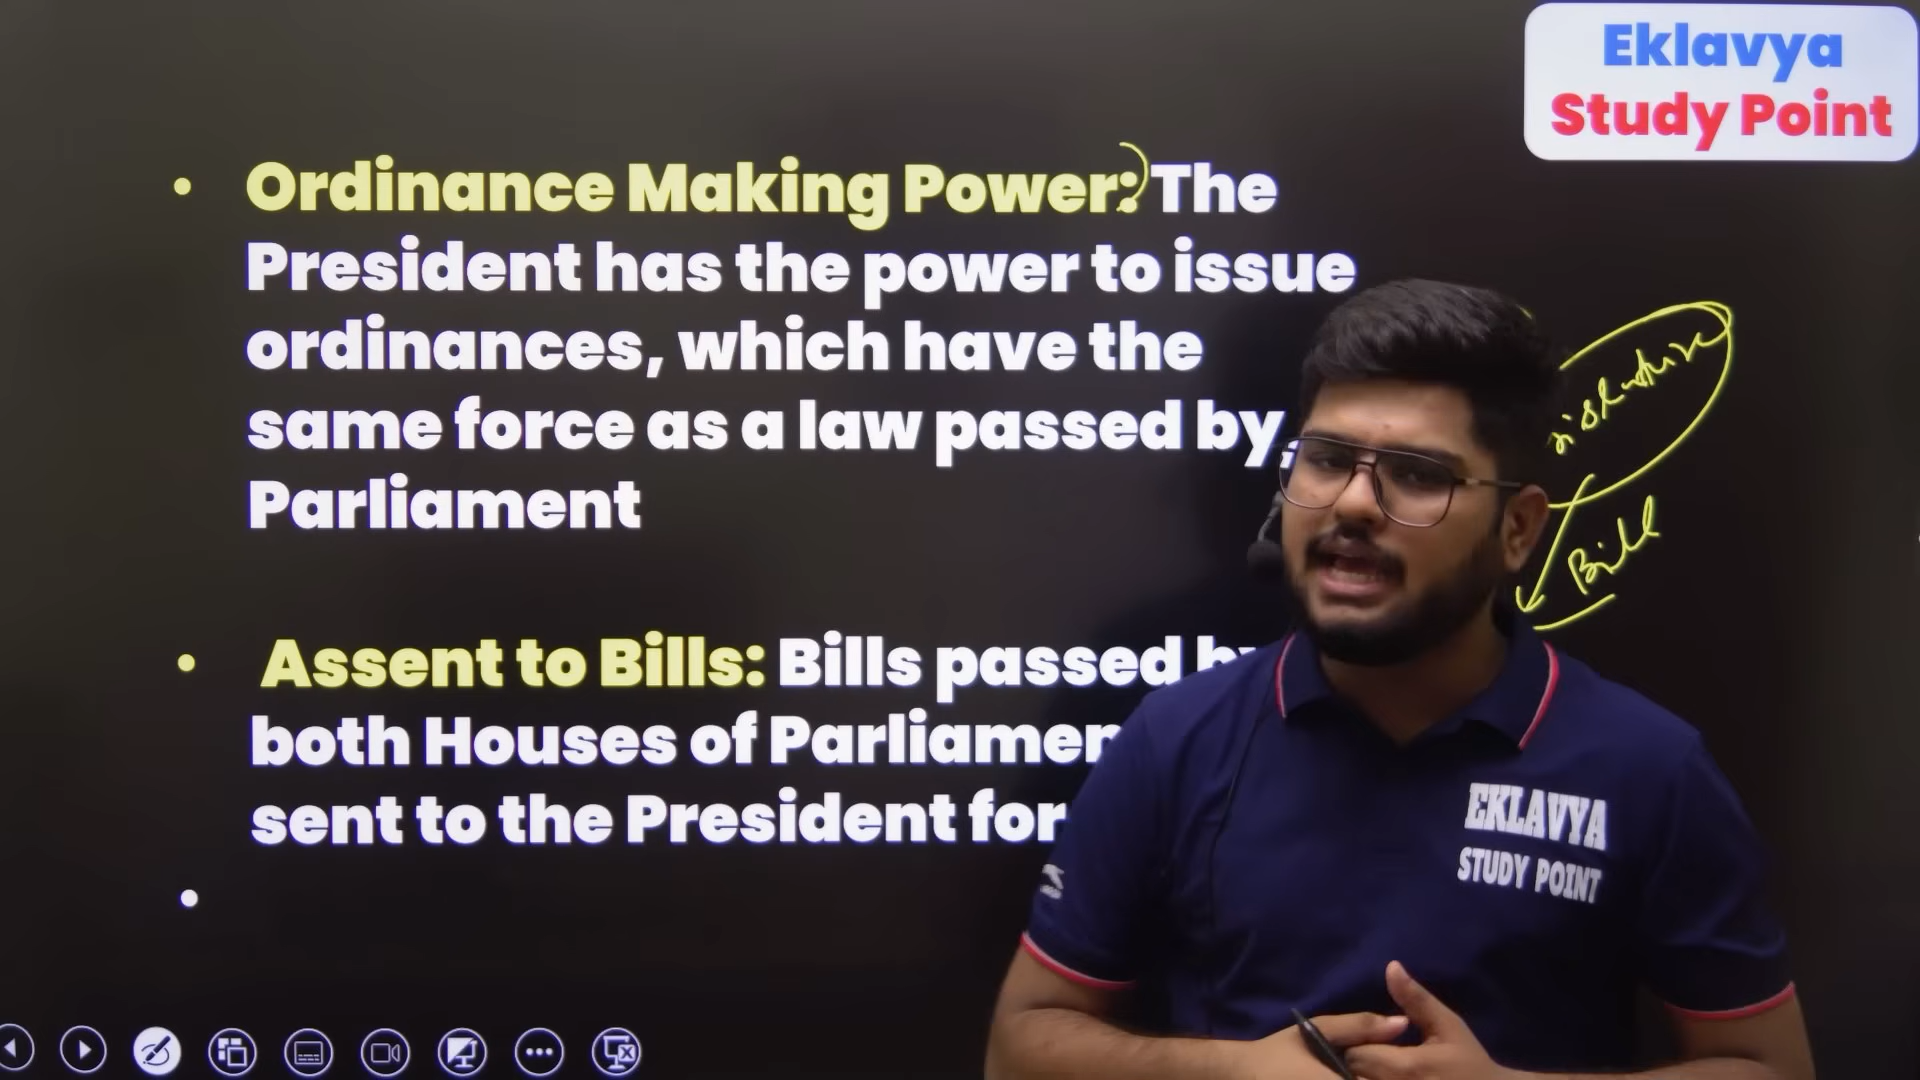 Eklavya
Study Point
• Ordinance Making Power: The
President has the power to issue
ordinances, which have the
same force as a law passed by
Parliament
• Assent to Bills: Bills passed
both Houses of
sent to the President for
•
Bill
EKLAVYA
STUDY POINT